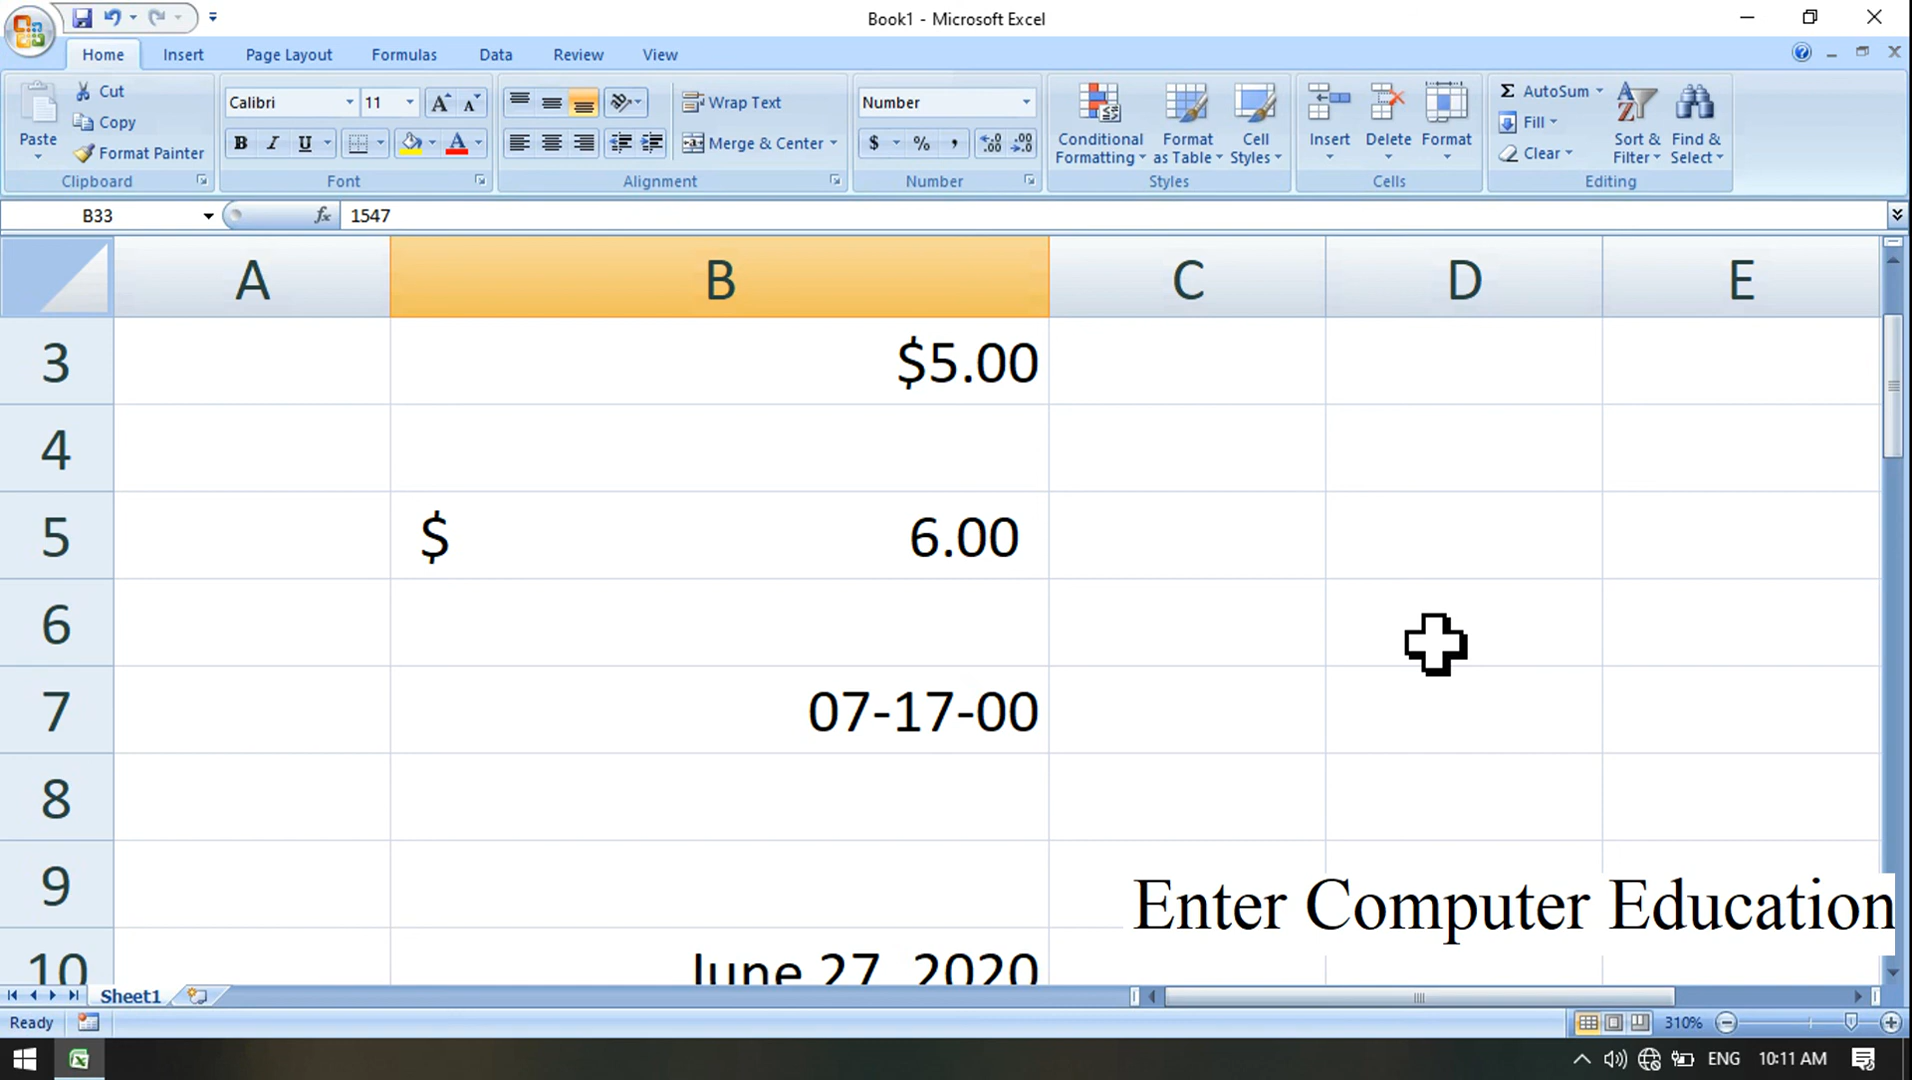 Book1 - Microsoft Excel
Home Insert Page Layout Formulas Data Review View
Paste
Cut
Copy
Format Painter
Clipboard
Calibri 11
B I U
Font
Wrap Text
Merge & Center
Alignment
Number
$ % ,
Number
Conditional Formatting
Format as Table
Cell Styles
Styles
Insert
Delete
Format
Cells
AutoSum
Fill
Clear
Sort & Filter
Find & Select
Editing
B33 fx 1547
A B C D E
3 $5.00
4
5 $ 6.00
6
7 07-17-00
8
9
Enter Computer Education
10 June 27, 2020
Sheet1
Ready 310%
ENG 10:11 AM